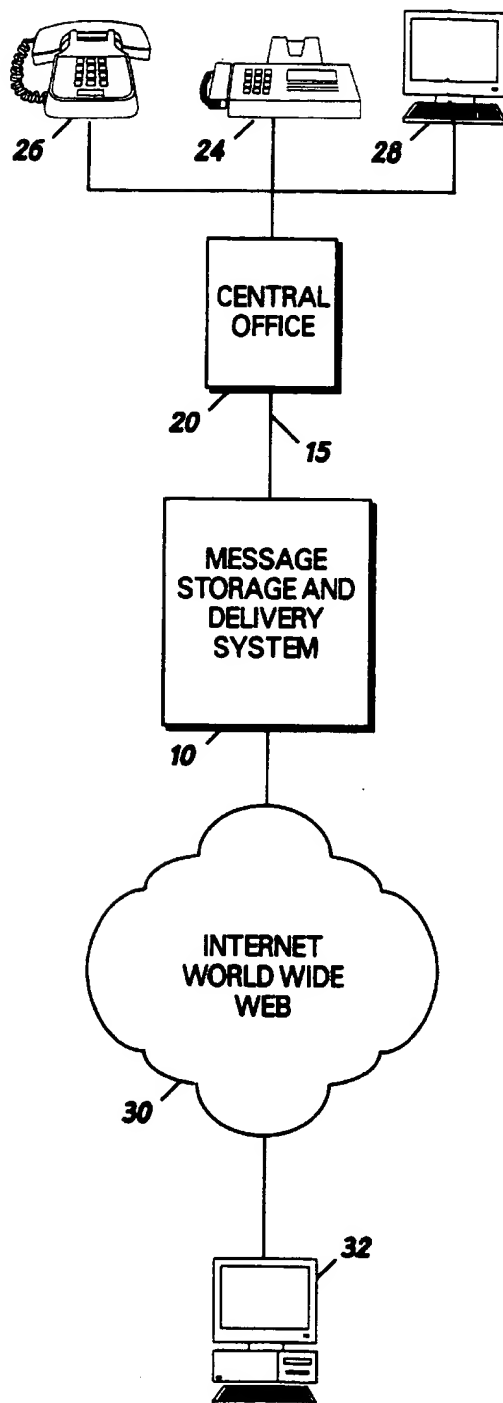 26
24
28
CENTRAL
OFFICE
20
15
MESSAGE
STORAGE AND
DELIVERY
SYSTEM
10
INTERNET
WORLD WIDE
WEB
30
32